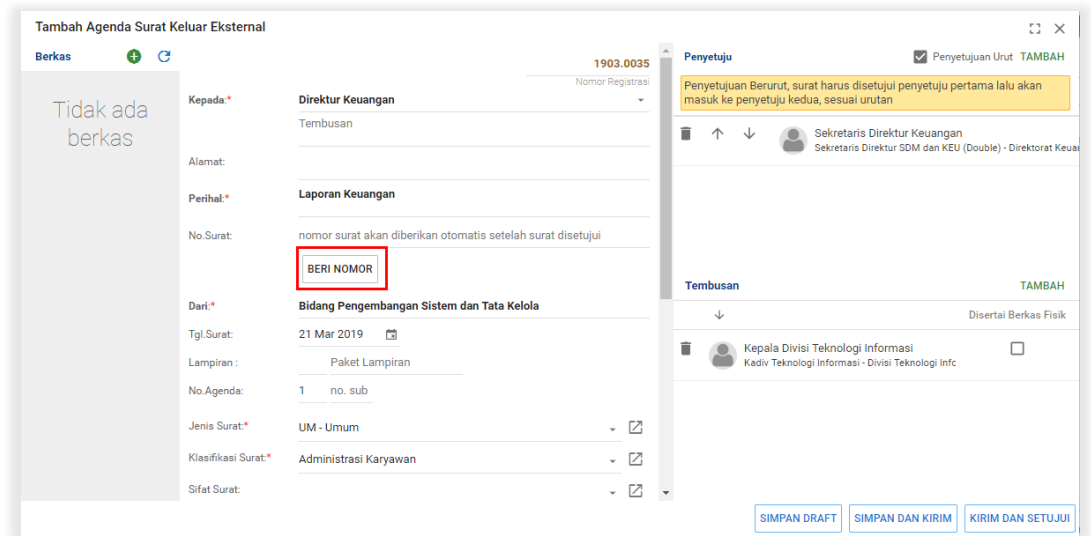 Tambah Agenda Surat Keluar Eksternal
Berkas
Tidak ada
berkas
1903.0035
Nomor Registrasi
Kepada:*
Direktur Keuangan
Tembusan
Alamat:
Perihal:*
Laporan Keuangan
No.Surat:
nomor surat akan diberikan otomatis setelah surat disetujui
BERI NOMOR
Dari:*
Bidang Pengembangan Sistem dan Tata Kelola
Tgl.Surat:
21 Mar 2019
Lampiran :
Paket Lampiran
No.Agenda:
1 no. sub
Jenis Surat:*
UM - Umum
Klasifikasi Surat:*
Administrasi Karyawan
Sifat Surat:
Penyetuju
Penyetujuan Urut TAMBAH
Penyetujuan Berurut, surat harus disetujui penyetuju pertama lalu akan
masuk ke penyetuju kedua, sesuai urutan
Sekretaris Direktur Keuangan
Sekretaris Direktur SDM dan KEU (Double) - Direktorat Keuan
Tembusan
TAMBAH
Disertai Berkas Fisik
Kepala Divisi Teknologi Informasi
Kadiv Teknologi Informasi - Divisi Teknologi Infc
SIMPAN DRAFT
SIMPAN DAN KIRIM
KIRIM DAN SETUJUI